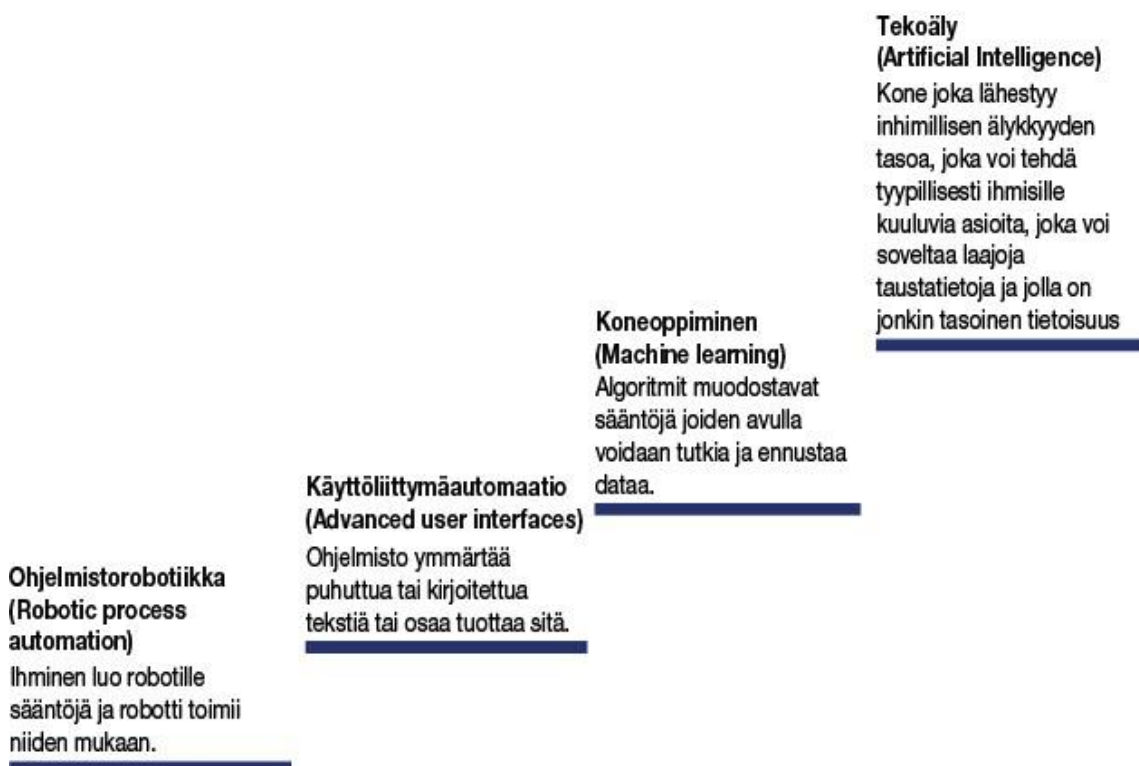 Tekoäly
(Artificial Intelligence)
Kone joka lähestyy
inhimillisen älykkyyden
tasoa, joka voi tehdä
tyypillisesti ihmisille
kuuluvia asioita, joka voi
soveltaa laajoja
taustatietoja ja jolla on
jonkin tasoinen tietoisuus
Koneoppiminen
(Machine learning)
Algoritmit muodostavat
sääntöjä joiden avulla
voidaan tutkia ja ennustaa
dataa.
Käyttöliittymäautomaatio
(Advanced user interfaces)
Ohjelmisto ymmärtää
puhuttua tai kirjoitettua
tekstiä tai osaa tuottaa sitä.
Ohjelmistorobotiikka
(Robotic process
automation)
Ihminen luo robotille
sääntöjä ja robotti toimii
niiden mukaan.